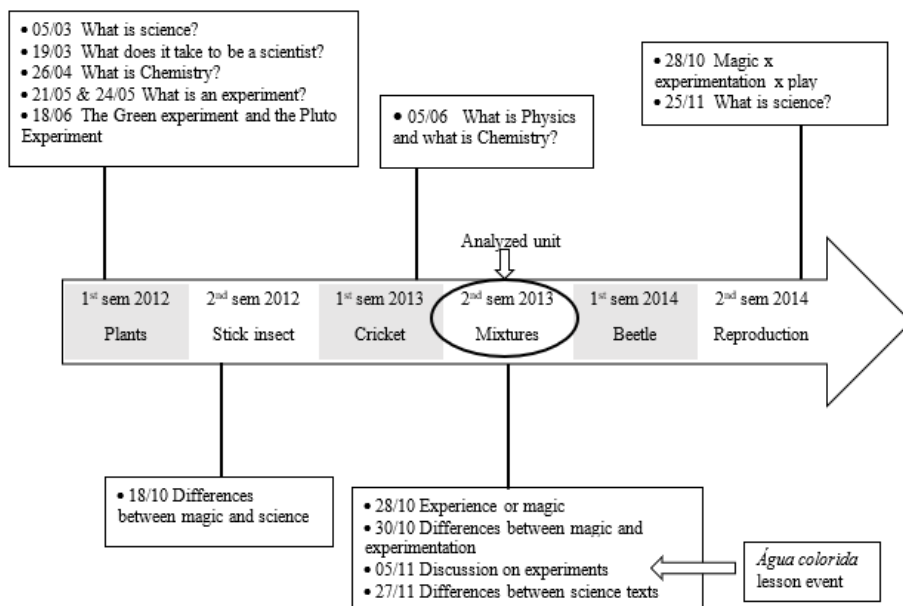 • 05/03 What is science?
• 19/03 What does it take to be a scientist?
• 26/04 What is Chemistry?
• 21/05 & 24/05 What is an experiment?
• 18/06 The Green experiment and the Pluto
Experiment
• 05/06 What is Physics
and what is Chemistry?
• 28/10 Magic x
experimentation x play
• 25/11 What is science?
Analyzed unit
1st sem 2012
Plants
2nd sem 2012
Stick insect
1st sem 2013
Cricket
2nd sem 2013
Mixtures
1st sem 2014
Beetle
2nd sem 2014
Reproduction
• 18/10 Differences
between magic and science
• 28/10 Experience or magic
• 30/10 Differences between magic and
experimentation
• 05/11 Discussion on experiments
• 27/11 Differences between science texts
Água colorida
lesson event